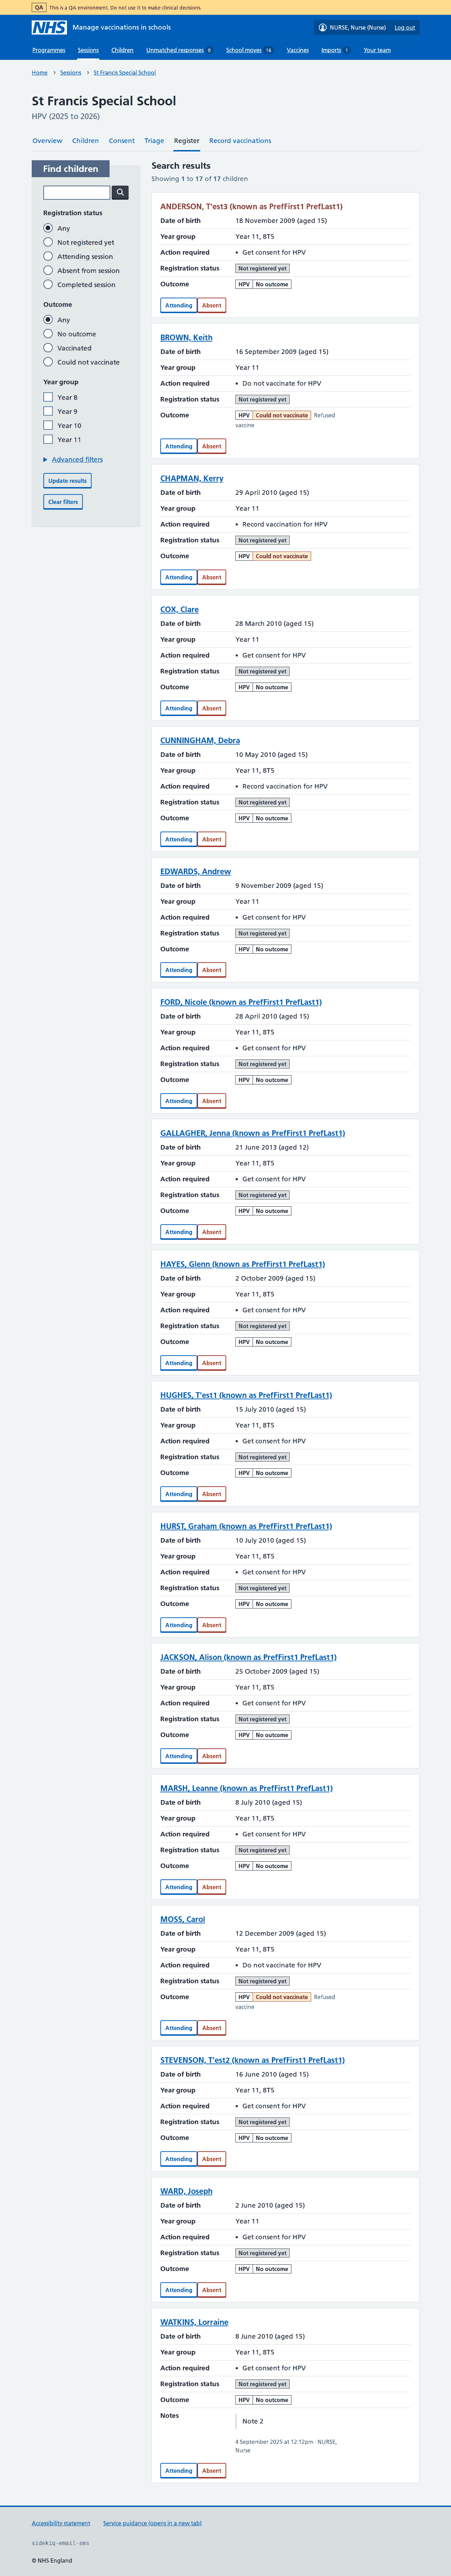 QA This is a QA environment. Do not use it to make clinical decisions.
NHS Manage vaccinations in schools
NURSE, Nurse (Nurse) Log out
Programmes Sessions Children Unmatched responses 0 School moves 16 Vaccines Imports 1 Your team
Home Sessions St Francis Special School
St Francis Special School
HPV (2025 to 2026)
Overview Children Consent Triage Register Record vaccinations
Find children
Registration status
Any
Not registered yet
Attending session
Absent from session
Completed session
Outcome
Any
No outcome
Vaccinated
Could not vaccinate
Year group
Year 8
Year 9
Year 10
Year 11
Advanced filters
Update results
Clear filters
Search results
Showing 1 to 17 of 17 children
ANDERSON, T'est3 (known as PrefFirst1 PrefLast1)
Date of birth 18 November 2009 (aged 15)
Year group Year 11, 8T5
Action required • Get consent for HPV
Registration status Not registered yet
Outcome HPV No outcome
Attending Absent
BROWN, Keith
Date of birth 16 September 2009 (aged 15)
Year group Year 11
Action required • Do not vaccinate for HPV
Registration status Not registered yet
Outcome HPV Could not vaccinate Refused
vaccine
Attending Absent
CHAPMAN, Kerry
Date of birth 29 April 2010 (aged 15)
Year group Year 11
Action required • Record vaccination for HPV
Registration status Not registered yet
Outcome HPV Could not vaccinate
Attending Absent
COX, Clare
Date of birth 28 March 2010 (aged 15)
Year group Year 11
Action required • Get consent for HPV
Registration status Not registered yet
Outcome HPV No outcome
Attending Absent
CUNNINGHAM, Debra
Date of birth 10 May 2010 (aged 15)
Year group Year 11, 8T5
Action required • Record vaccination for HPV
Registration status Not registered yet
Outcome HPV No outcome
Attending Absent
EDWARDS, Andrew
Date of birth 9 November 2009 (aged 15)
Year group Year 11
Action required • Get consent for HPV
Registration status Not registered yet
Outcome HPV No outcome
Attending Absent
FORD, Nicole (known as PrefFirst1 PrefLast1)
Date of birth 28 April 2010 (aged 15)
Year group Year 11, 8T5
Action required • Get consent for HPV
Registration status Not registered yet
Outcome HPV No outcome
Attending Absent
GALLAGHER, Jenna (known as PrefFirst1 PrefLast1)
Date of birth 21 June 2013 (aged 12)
Year group Year 11, 8T5
Action required • Get consent for HPV
Registration status Not registered yet
Outcome HPV No outcome
Attending Absent
HAYES, Glenn (known as PrefFirst1 PrefLast1)
Date of birth 2 October 2009 (aged 15)
Year group Year 11, 8T5
Action required • Get consent for HPV
Registration status Not registered yet
Outcome HPV No outcome
Attending Absent
HUGHES, T'est1 (known as PrefFirst1 PrefLast1)
Date of birth 15 July 2010 (aged 15)
Year group Year 11, 8T5
Action required • Get consent for HPV
Registration status Not registered yet
Outcome HPV No outcome
Attending Absent
HURST, Graham (known as PrefFirst1 PrefLast1)
Date of birth 10 July 2010 (aged 15)
Year group Year 11, 8T5
Action required • Get consent for HPV
Registration status Not registered yet
Outcome HPV No outcome
Attending Absent
JACKSON, Alison (known as PrefFirst1 PrefLast1)
Date of birth 25 October 2009 (aged 15)
Year group Year 11, 8T5
Action required • Get consent for HPV
Registration status Not registered yet
Outcome HPV No outcome
Attending Absent
MARSH, Leanne (known as PrefFirst1 PrefLast1)
Date of birth 8 July 2010 (aged 15)
Year group Year 11, 8T5
Action required • Get consent for HPV
Registration status Not registered yet
Outcome HPV No outcome
Attending Absent
MOSS, Carol
Date of birth 12 December 2009 (aged 15)
Year group Year 11, 8T5
Action required • Do not vaccinate for HPV
Registration status Not registered yet
Outcome HPV Could not vaccinate Refused
vaccine
Attending Absent
STEVENSON, T'est2 (known as PrefFirst1 PrefLast1)
Date of birth 16 June 2010 (aged 15)
Year group Year 11, 8T5
Action required • Get consent for HPV
Registration status Not registered yet
Outcome HPV No outcome
Attending Absent
WARD, Joseph
Date of birth 2 June 2010 (aged 15)
Year group Year 11
Action required • Get consent for HPV
Registration status Not registered yet
Outcome HPV No outcome
Attending Absent
WATKINS, Lorraine
Date of birth 8 June 2010 (aged 15)
Year group Year 11, 8T5
Action required • Get consent for HPV
Registration status Not registered yet
Outcome HPV No outcome
Notes Note 2
4 September 2025 at 12:12pm · NURSE,
Nurse
Attending Absent
Accessibility statement Service guidance (opens in a new tab)
sidekiq-email-sms
© NHS England